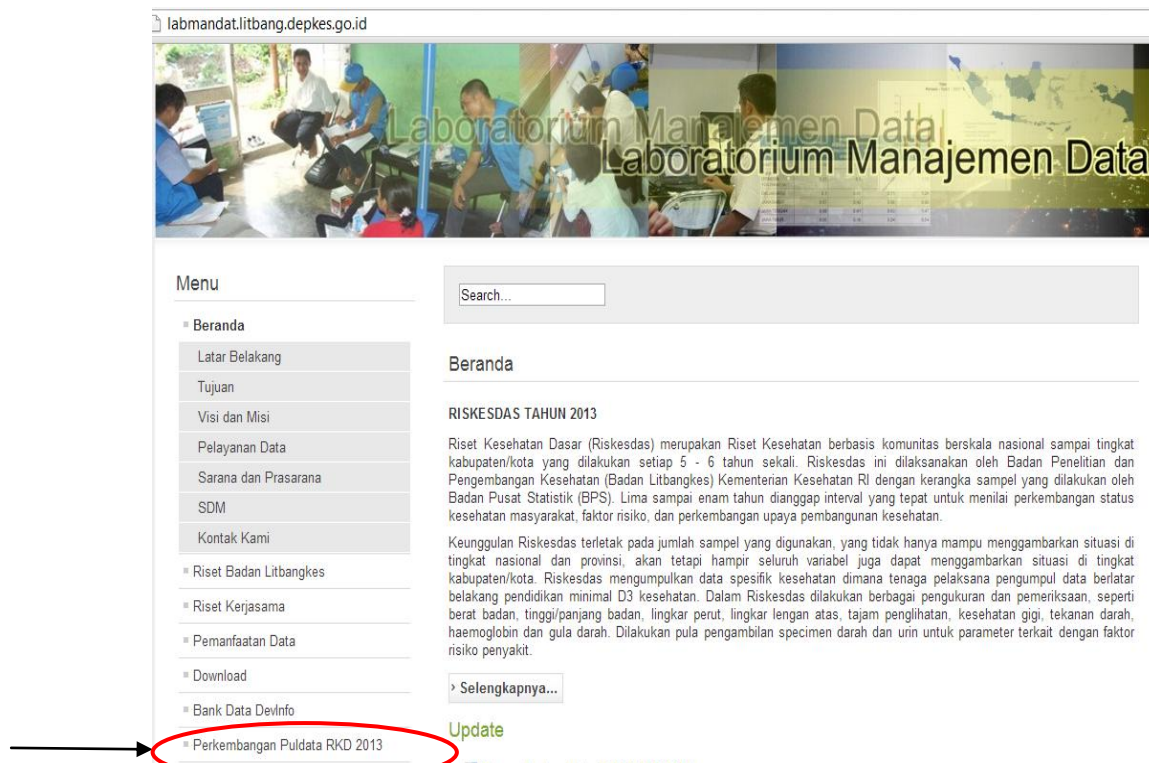 labmandat.litbang.depkes.go.id
Laboratorium Manajemen Data
Laboratorium Manajemen Data
Menu
Beranda
Latar Belakang
Tujuan
Visi dan Misi
Pelayanan Data
Sarana dan Prasarana
SDM
Kontak Kami
Riset Badan Litbangkes
Riset Kerjasama
Pemanfaatan Data
Download
Bank Data DevInfo
Perkembangan Puldata RKD 2013
Search...
Beranda
RISKESDAS TAHUN 2013
Riset Kesehatan Dasar (Riskesdas) merupakan Riset Kesehatan berbasis komunitas berskala nasional sampai tingkat
kabupaten/kota yang dilakukan setiap 5 - 6 tahun sekali. Riskesdas ini dilaksanakan oleh Badan Penelitian dan
Pengembangan Kesehatan (Badan Litbangkes) Kementerian Kesehatan RI dengan kerangka sampel yang dilakukan oleh
Badan Pusat Statistik (BPS). Lima sampai enam tahun dianggap interval yang tepat untuk menilai perkembangan status
kesehatan masyarakat, faktor risiko, dan perkembangan upaya pembangunan kesehatan.
Keunggulan Riskesdas terletak pada jumlah sampel yang digunakan, yang tidak hanya mampu menggambarkan situasi di
tingkat nasional dan provinsi, akan tetapi hampir seluruh variabel juga dapat menggambarkan situasi di tingkat
kabupaten/kota. Riskesdas mengumpulkan data spesifik kesehatan dimana tenaga pelaksana pengumpul data berlatar
belakang pendidikan minimal D3 kesehatan. Dalam Riskesdas dilakukan berbagai pengukuran dan pemeriksaan, seperti
berat badan, tinggi/panjang badan, lingkar perut, lingkar lengan atas, tajam penglihatan, kesehatan gigi, tekanan darah,
haemoglobin dan gula darah. Dilakukan pula pengambilan specimen darah dan urin untuk parameter terkait dengan faktor
risiko penyakit.
Selengkapnya...
Update